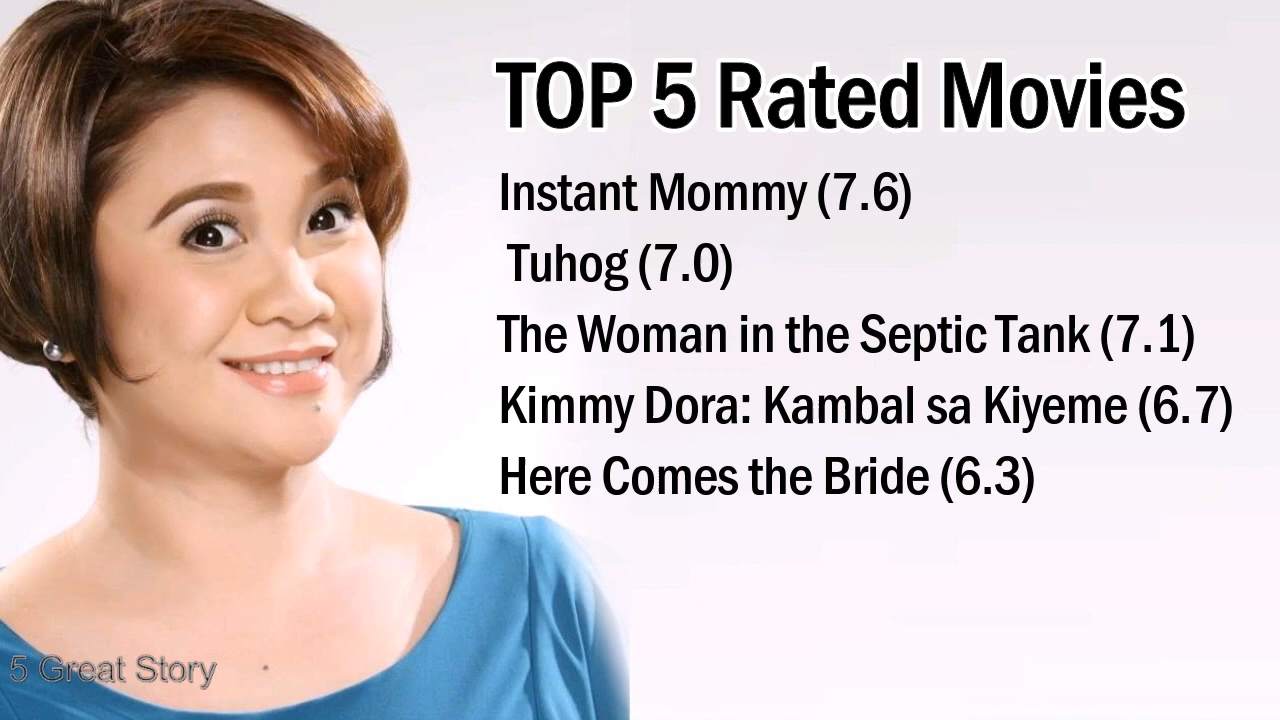 TOP 5 Rated Movies
Instant Mommy (7.6)
Tuhog (7.0)
The Woman in the Septic Tank (7.1)
Kimmy Dora: Kambal sa Kiyeme (6.7)
Here Comes the Bride (6.3)
5 Great Story